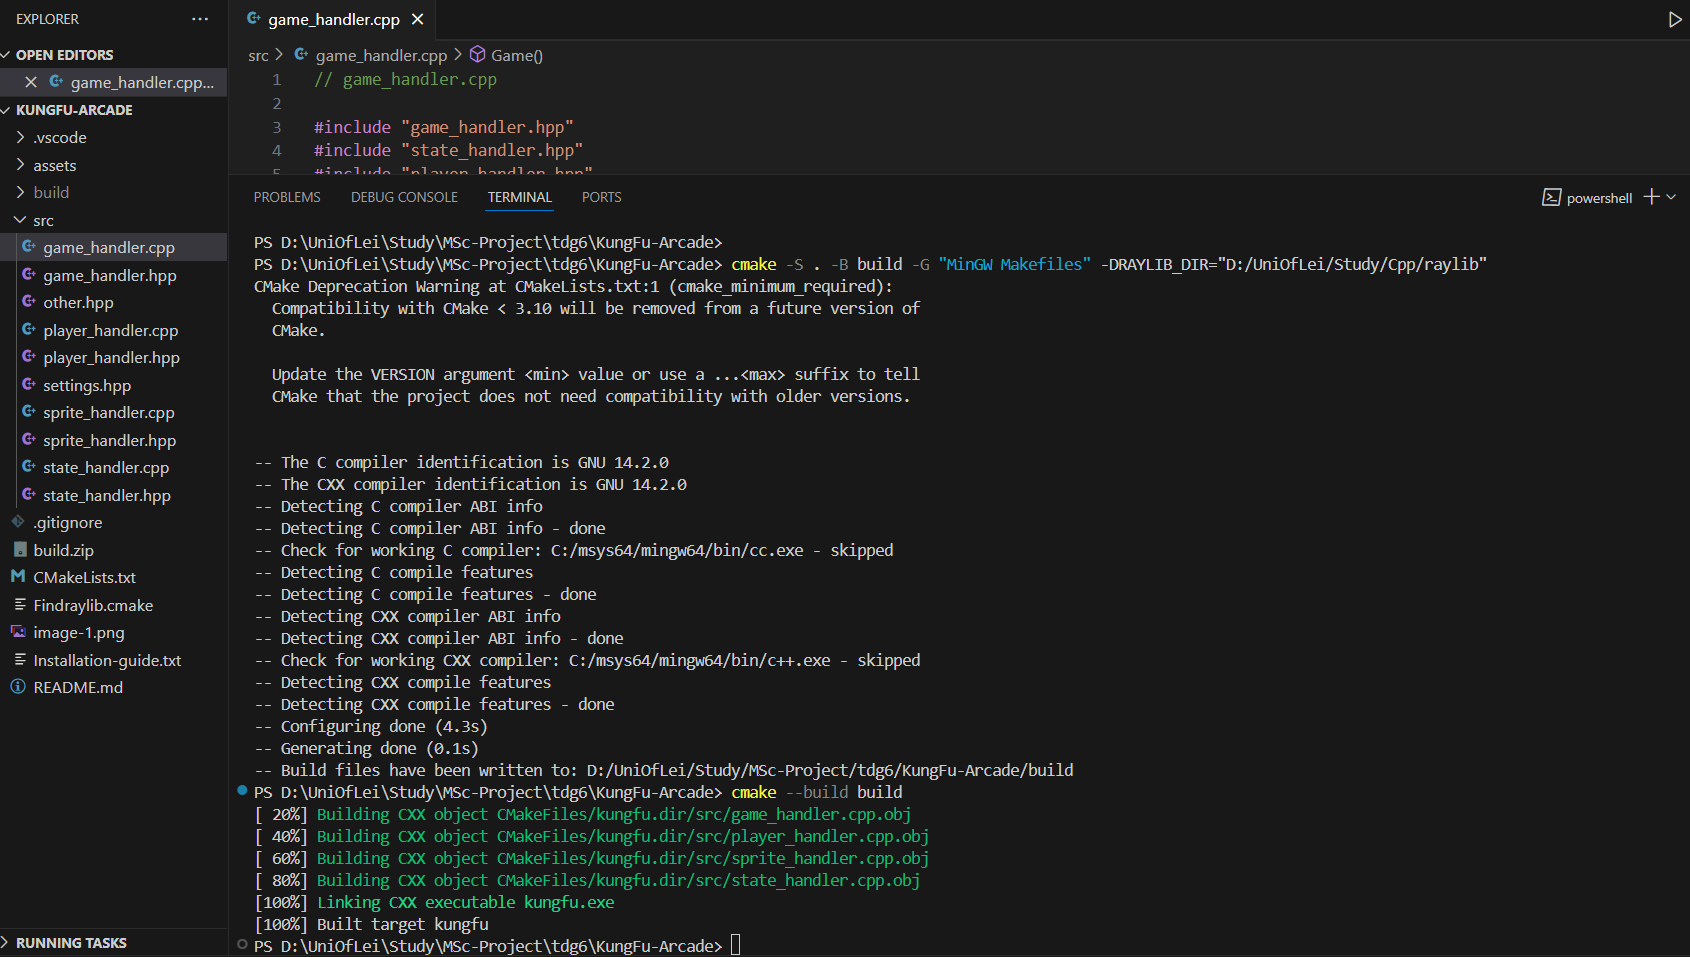 EXPLORER
OPEN EDITORS
game_handler.cpp...
KUNGFU-ARCADE
.vscode
assets
build
src
game_handler.cpp
game_handler.hpp
other.hpp
player_handler.cpp
player_handler.hpp
settings.hpp
sprite_handler.cpp
sprite_handler.hpp
state_handler.cpp
state_handler.hpp
.gitignore
build.zip
CMakeLists.txt
Findraylib.cmake
image-1.png
Installation-guide.txt
README.md
RUNNING TASKS
game_handler.cpp
src > game_handler.cpp > Game()
1 // game_handler.cpp
2
3 #include "game_handler.hpp"
4 #include "state_handler.hpp"
5 #include "player_handler.hpp"
PROBLEMS DEBUG CONSOLE TERMINAL PORTS
powershell
PS D:\UniOfLei\Study\MSc-Project\tdg6\KungFu-Arcade>
PS D:\UniOfLei\Study\MSc-Project\tdg6\KungFu-Arcade> cmake -S . -B build -G "MinGW Makefiles" -DRAYLIB_DIR="D:/UniOfLei/Study/Cpp/raylib"
CMake Deprecation Warning at CMakeLists.txt:1 (cmake_minimum_required):
Compatibility with CMake < 3.10 will be removed from a future version of
CMake.
Update the VERSION argument <min> value or use a ...<max> suffix to tell
CMake that the project does not need compatibility with older versions.
-- The C compiler identification is GNU 14.2.0
-- The CXX compiler identification is GNU 14.2.0
-- Detecting C compiler ABI info
-- Detecting C compiler ABI info - done
-- Check for working C compiler: C:/msys64/mingw64/bin/cc.exe - skipped
-- Detecting C compile features
-- Detecting C compile features - done
-- Detecting CXX compiler ABI info
-- Detecting CXX compiler ABI info - done
-- Check for working CXX compiler: C:/msys64/mingw64/bin/c++.exe - skipped
-- Detecting CXX compile features
-- Detecting CXX compile features - done
-- Configuring done (4.3s)
-- Generating done (0.1s)
-- Build files have been written to: D:/UniOfLei/Study/MSc-Project/tdg6/KungFu-Arcade/build
PS D:\UniOfLei\Study\MSc-Project\tdg6\KungFu-Arcade> cmake --build build
[ 20%] Building CXX object CMakeFiles/kungfu.dir/src/game_handler.cpp.obj
[ 40%] Building CXX object CMakeFiles/kungfu.dir/src/player_handler.cpp.obj
[ 60%] Building CXX object CMakeFiles/kungfu.dir/src/sprite_handler.cpp.obj
[ 80%] Building CXX object CMakeFiles/kungfu.dir/src/state_handler.cpp.obj
[100%] Linking CXX executable kungfu.exe
[100%] Built target kungfu
PS D:\UniOfLei\Study\MSc-Project\tdg6\KungFu-Arcade>